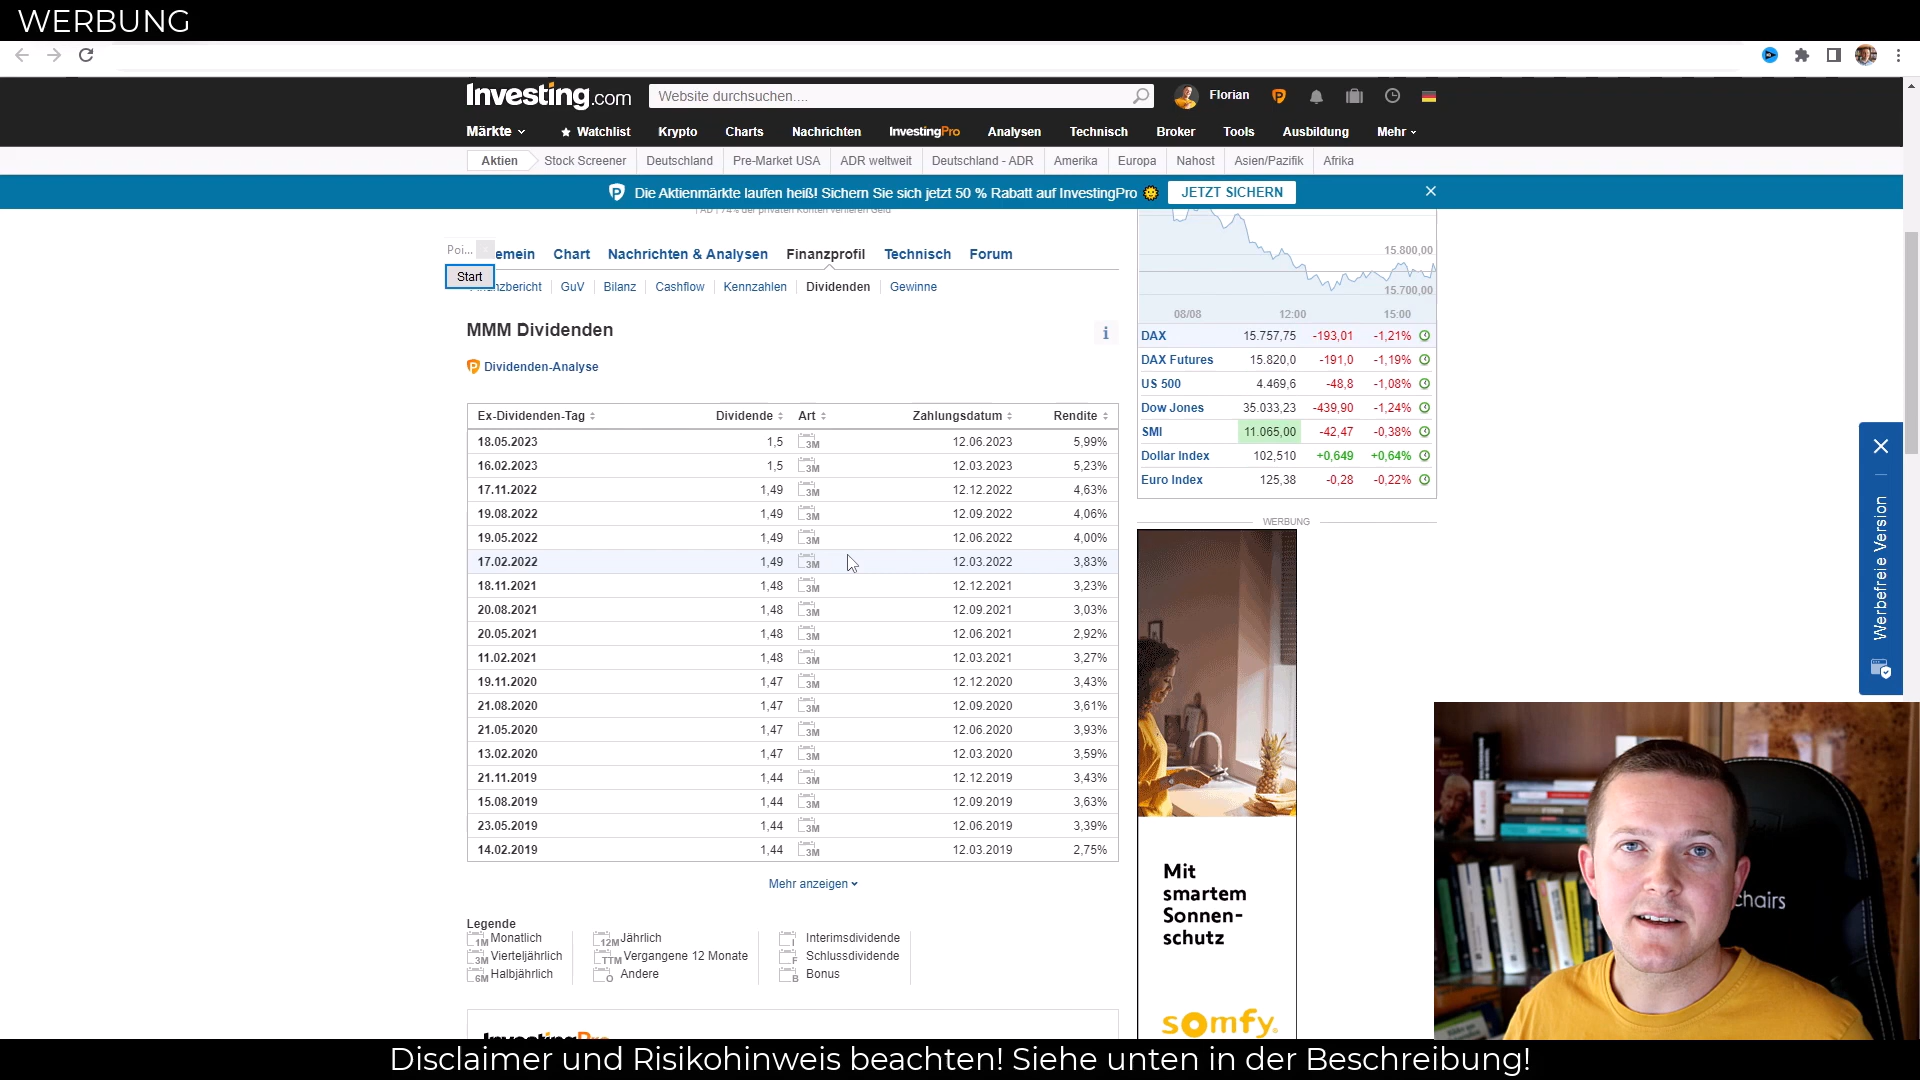 WERBUNG
Investing.com
Website durchsuchen....
Florian
Märkte
Watchlist
Krypto
Charts
Nachrichten
InvestingPro
Analysen
Technisch
Broker
Tools
Ausbildung
Mehr
Aktien
Stock Screener
Deutschland
Pre-Market USA
ADR weltweit
Deutschland - ADR
Amerika
Europa
Nahost
Asien/Pazifik
Afrika
Die Aktienmärkte laufen heiß! Sichern Sie sich jetzt 50 % Rabatt auf InvestingPro
JETZT SICHERN
Poi...
Start
emein
Chart
Nachrichten & Analysen
Finanzprofil
Technisch
Forum
nzbericht
GuV
Bilanz
Cashflow
Kennzahlen
Dividenden
Gewinne
MMM Dividenden
Dividenden-Analyse
Ex-Dividenden-Tag Dividende Art Zahlungsdatum Rendite
18.05.2023 1,5 3M 12.06.2023 5,99%
16.02.2023 1,5 3M 12.03.2023 5,23%
17.11.2022 1,49 3M 12.12.2022 4,63%
19.08.2022 1,49 3M 12.09.2022 4,06%
19.05.2022 1,49 3M 12.06.2022 4,00%
17.02.2022 1,49 3M 12.03.2022 3,83%
18.11.2021 1,48 3M 12.12.2021 3,23%
20.08.2021 1,48 3M 12.09.2021 3,03%
20.05.2021 1,48 3M 12.06.2021 2,92%
11.02.2021 1,48 3M 12.03.2021 3,27%
19.11.2020 1,47 3M 12.12.2020 3,43%
21.08.2020 1,47 3M 12.09.2020 3,61%
21.05.2020 1,47 3M 12.06.2020 3,93%
13.02.2020 1,47 3M 12.03.2020 3,59%
21.11.2019 1,44 3M 12.12.2019 3,43%
15.08.2019 1,44 3M 12.09.2019 3,63%
23.05.2019 1,44 3M 12.06.2019 3,39%
14.02.2019 1,44 3M 12.03.2019 2,75%
Mehr anzeigen
Legende
1M Monatlich
3M Vierteljährlich
6M Halbjährlich
12M Jährlich
TTM Vergangene 12 Monate
O Andere
I Interimsdividende
F Schlussdividende
B Bonus
InvestingPro
15.800,00
15.700,00
08/08 12:00 15:00
DAX 15.757,75 -193,01 -1,21%
DAX Futures 15.820,0 -191,0 -1,19%
US 500 4.469,6 -48,8 -1,08%
Dow Jones 35.033,23 -439,90 -1,24%
SMI 11.065,00 -42,47 -0,38%
Dollar Index 102,510 +0,649 +0,64%
Euro Index 125,38 -0,28 -0,22%
WERBUNG
Mit
smartem
Sonnen-
schutz
somfy.
Werbefreie Version
chairs
Disclaimer und Risikohinweis beachten! Siehe unten in der Beschreibung!